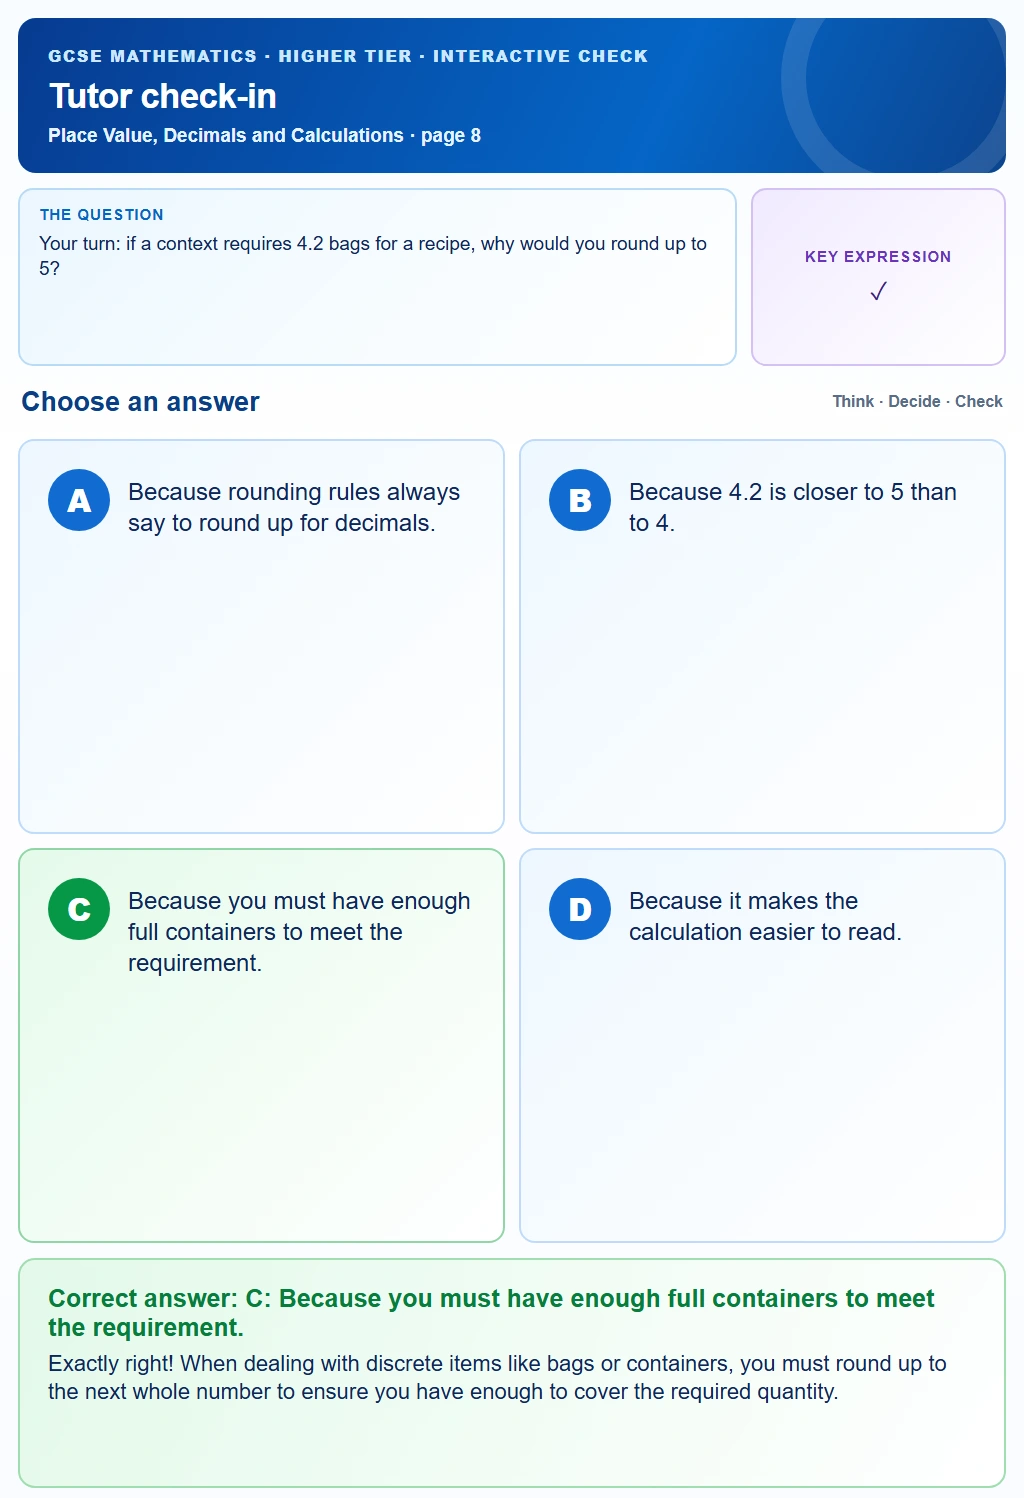 GCSE MATHEMATICS · HIGHER TIER · INTERACTIVE CHECK
Tutor check-in
Place Value, Decimals and Calculations · page 8
THE QUESTION
Your turn: if a context requires 4.2 bags for a recipe, why would you round up to
5?
KEY EXPRESSION
✓
Choose an answer
Think · Decide · Check
A
Because rounding rules always
say to round up for decimals.
B
Because 4.2 is closer to 5 than
to 4.
C
Because you must have enough
full containers to meet the
requirement.
D
Because it makes the
calculation easier to read.
Correct answer: C: Because you must have enough full containers to meet
the requirement.
Exactly right! When dealing with discrete items like bags or containers, you must round up to
the next whole number to ensure you have enough to cover the required quantity.